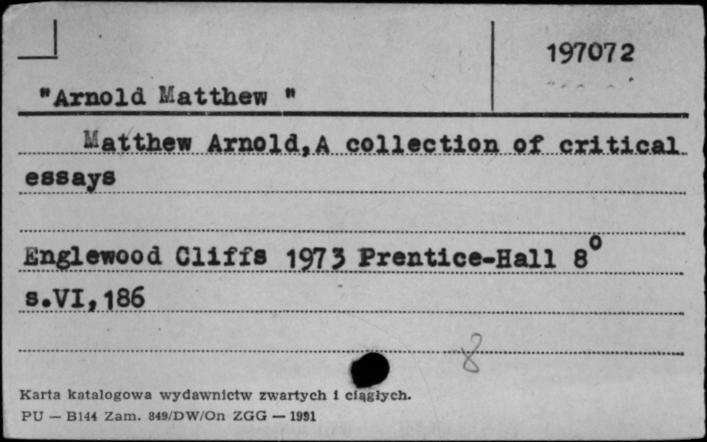 197072
"Arnold Matthew "
Matthew Arnold,A collection of critical
essays
Englewood Cliffs 1973 Prentice-Hall 8°
s.VI,186
8
Karta katalogowa wydawnictw zwartych i ciągłych.
PU — B144 Zam. 849/DW/On ZGG — 1991